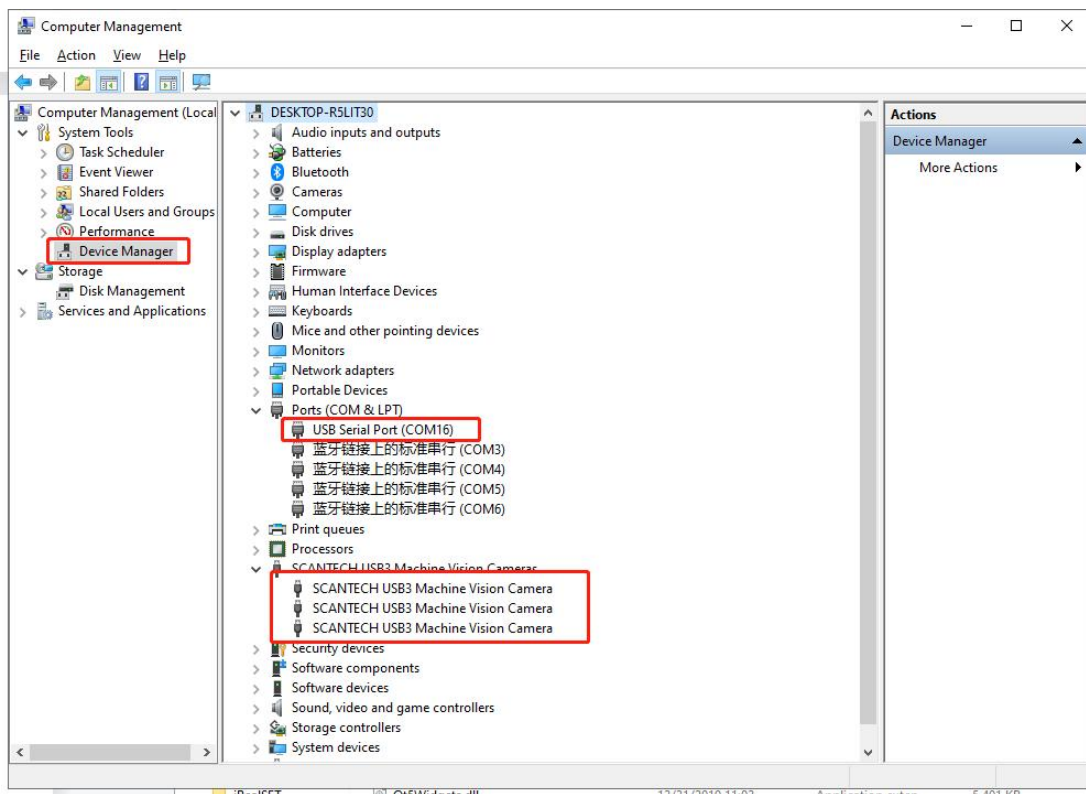 Computer Management
File Action View Help
Computer Management (Local
System Tools
Task Scheduler
Event Viewer
Shared Folders
Local Users and Groups
Performance
Device Manager
Storage
Disk Management
Services and Applications
DESKTOP-R5LIT30
Audio inputs and outputs
Batteries
Bluetooth
Cameras
Computer
Disk drives
Display adapters
Firmware
Human Interface Devices
Keyboards
Mice and other pointing devices
Monitors
Network adapters
Portable Devices
Ports (COM & LPT)
USB Serial Port (COM16)
蓝牙链接上的标准串行 (COM3)
蓝牙链接上的标准串行 (COM4)
蓝牙链接上的标准串行 (COM5)
蓝牙链接上的标准串行 (COM6)
Print queues
Processors
SCANTECH USB3 Machine Vision Cameras
SCANTECH USB3 Machine Vision Camera
SCANTECH USB3 Machine Vision Camera
SCANTECH USB3 Machine Vision Camera
Security devices
Software components
Software devices
Sound, video and game controllers
Storage controllers
System devices
Actions
Device Manager
More Actions